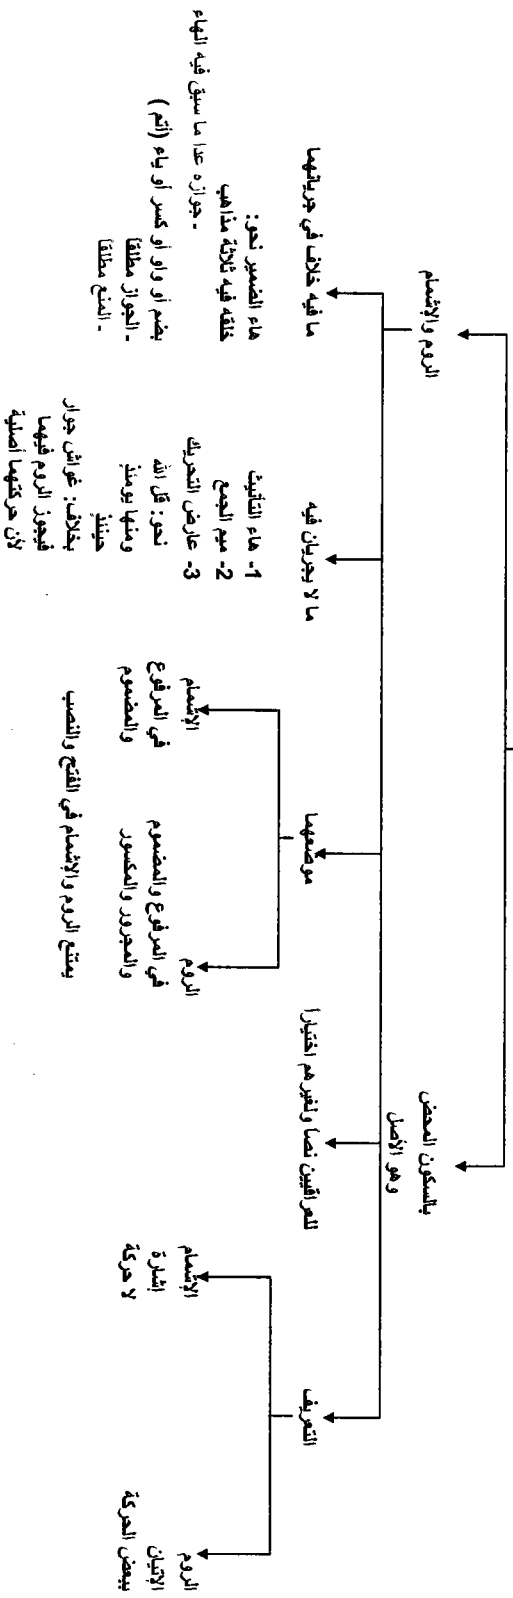 بالسكون المحض
وهو الأصل
الروم والإشمام
التعريف
الروم
الإتيان
ببعض الحركة
الإشمام
إشارة
لا حركة
للعراقيين نصا ولغيرهم اختيارا
موضعهما
الروم
في المرفوع والمضموم
والمجرور والمكسور
الإشمام
في المرفوع
والمضموم
يمتنع الروم والإشمام في الفتح والنصب
ما لا يجريان فيه
1- هاء التأنيث
2- ميم الجمع
3- عارض التحريك
نحو: قل الله
ومنها يومئذٍ
حينئذٍ
بخلاف: غواش جوار
فيجوز الروم فيهما
لأن حركتهما أصلية
ما فيه خلاف في جريانهما
هاء الضمير نحو:
خلقه فيه ثلاثة مذاهب
- جوازه عدا ما سبق فيه الهاء
بضم أو واو أو كسر أو ياء (أتم)
- الجواز مطلقاً
- المنع مطلقاً